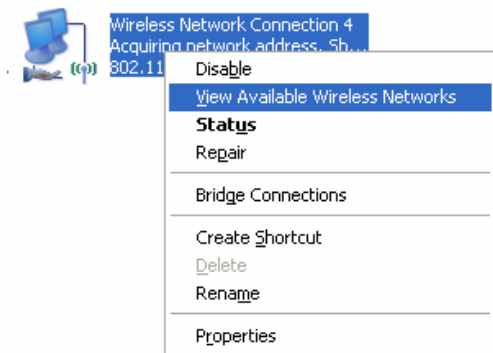 Wireless Network Connection 4
Acquiring network address, Sh...
802.11
Disable
View Available Wireless Networks
Status
Repair
Bridge Connections
Create Shortcut
Delete
Rename
Properties